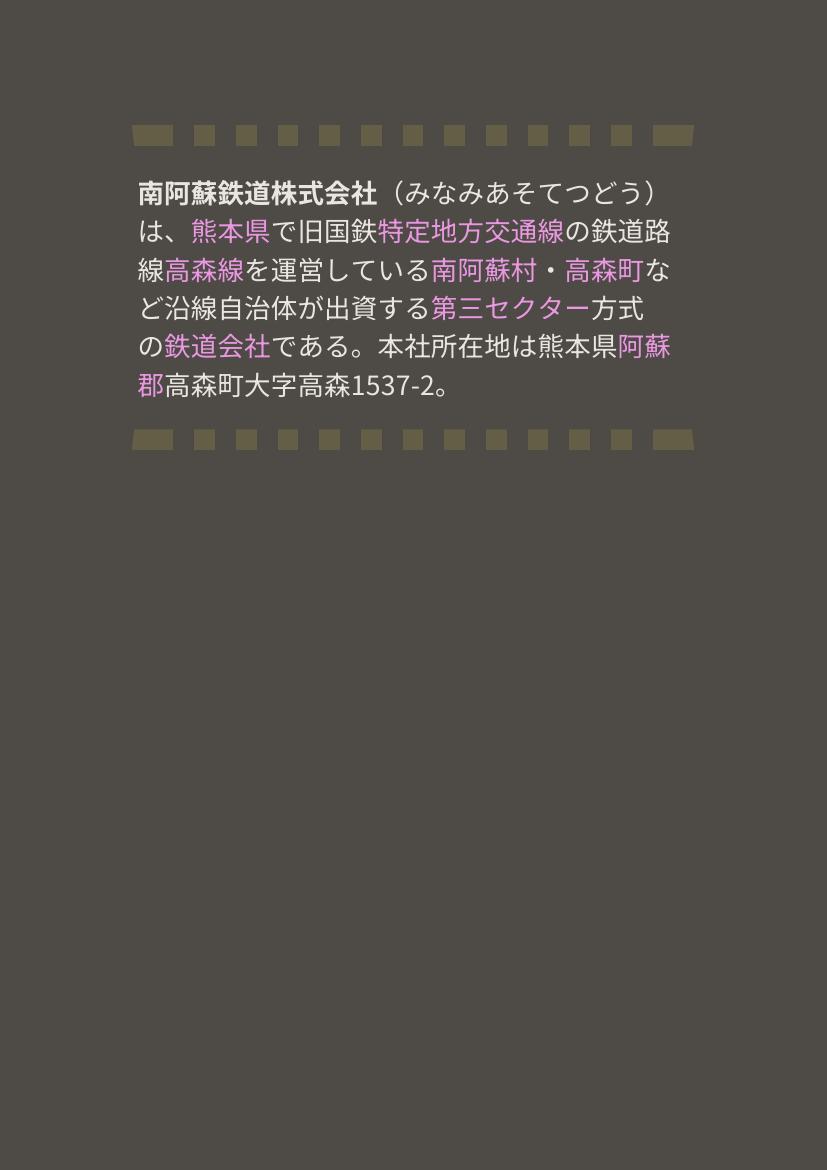 南阿蘇鉄道株式会社（みなみあそてつどう）
は、熊本県で旧国鉄特定地方交通線の鉄道路
線高森線を運営している南阿蘇村・高森町な
ど沿線自治体が出資する第三セクター方式
の鉄道会社である。本社所在地は熊本県阿蘇
郡高森町大字高森1537-2。